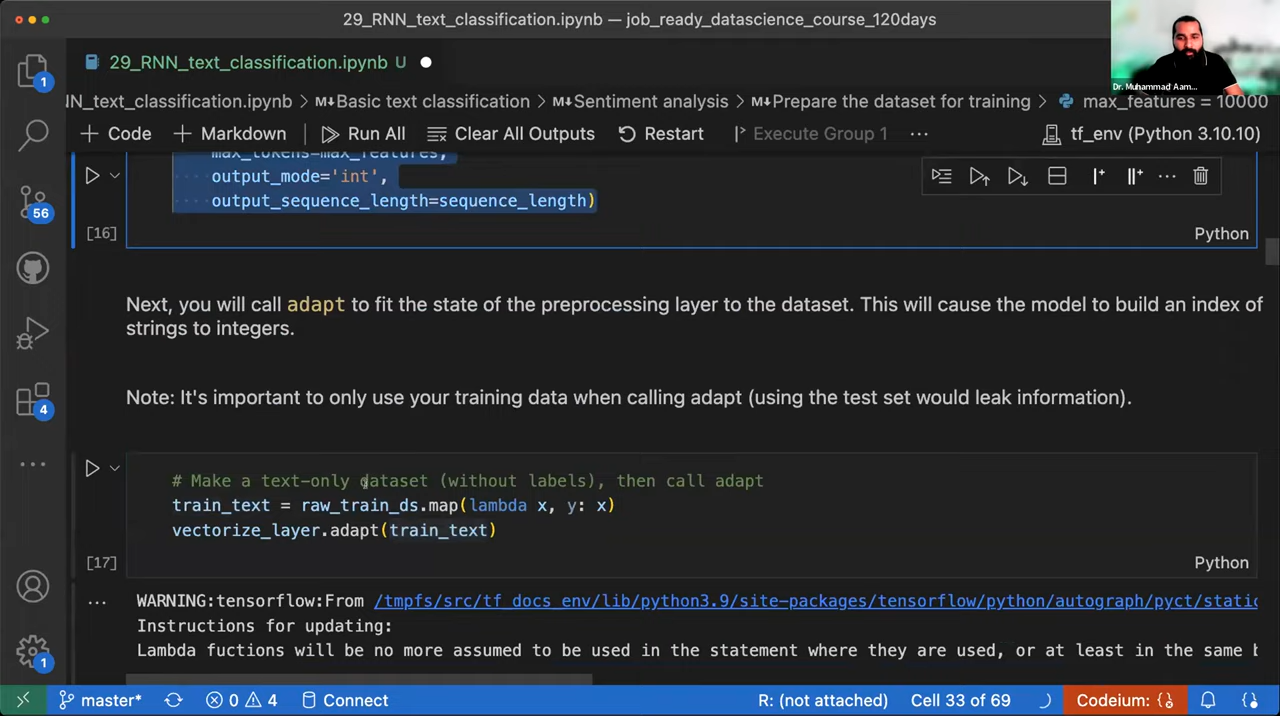 29_RNN_text_classification.ipynb — job_ready_datascience_course_120days
Dr. Muhammad Aam...
29_RNN_text_classification.ipynb U
NN_text_classification.ipynb > M Basic text classification > M Sentiment analysis > M Prepare the dataset for training > max_features = 10000
+ Code + Markdown Run All Clear All Outputs Restart Execute Group 1 ... tf_env (Python 3.10.10)
max_tokens=max_features,
output_mode='int',
output_sequence_length=sequence_length)
[16] Python
Next, you will call adapt to fit the state of the preprocessing layer to the dataset. This will cause the model to build an index of
strings to integers.
Note: It's important to only use your training data when calling adapt (using the test set would leak information).
# Make a text-only dataset (without labels), then call adapt
train_text = raw_train_ds.map(lambda x, y: x)
vectorize_layer.adapt(train_text)
[17] Python
WARNING:tensorflow:From /tmpfs/src/tf_docs_env/lib/python3.9/site-packages/tensorflow/python/autograph/pyct/static
Instructions for updating:
Lambda fuctions will be no more assumed to be used in the statement where they are used, or at least in the same b
1
56
4
1
master* 0 4 Connect R: (not attached) Cell 33 of 69 Codeium: {}